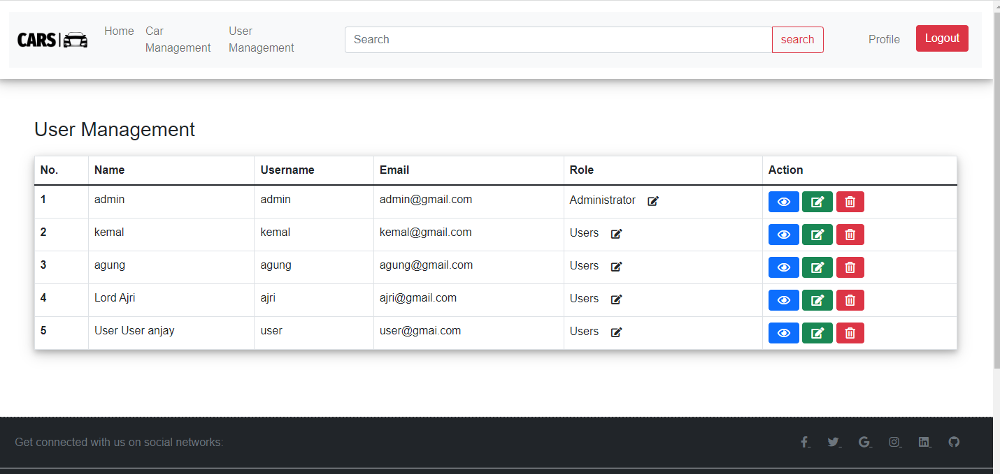 CARS
Home
Car
Management
User
Management
Search
search
Profile
Logout
User Management
No. Name Username Email Role Action
1 admin admin admin@gmail.com Administrator
2 kemal kemal kemal@gmail.com Users
3 agung agung agung@gmail.com Users
4 Lord Ajri ajri ajri@gmail.com Users
5 User User anjay user user@gmai.com Users
Get connected with us on social networks: